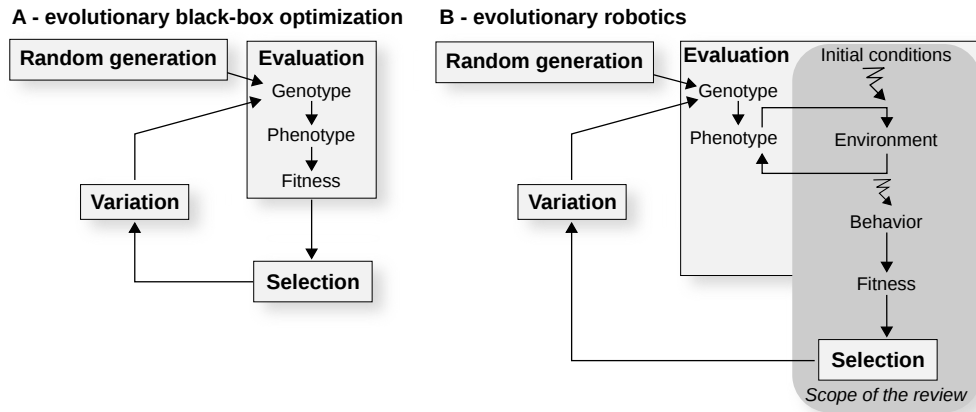 A - evolutionary black-box optimization
Random generation
Evaluation
Genotype
Phenotype
Fitness
Variation
Selection
B - evolutionary robotics
Random generation
Evaluation
Initial conditions
Genotype
Phenotype
Environment
Variation
Behavior
Fitness
Selection
Scope of the review